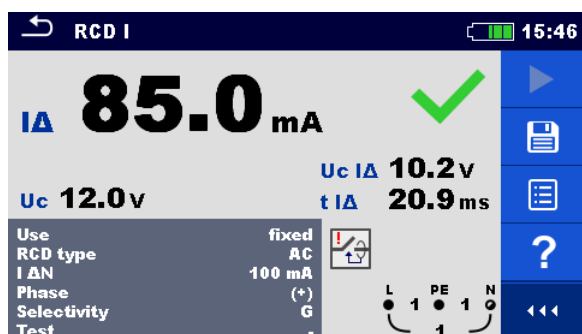 RCD I 15:46
IΔ 85.0 mA
Uc IΔ 10.2 V
Uc 12.0 V t IΔ 20.9 ms
Use fixed
RCD type AC
I ΔN 100 mA
Phase (+)
Selectivity G
Test -
L PE N
1 1
1
!
?